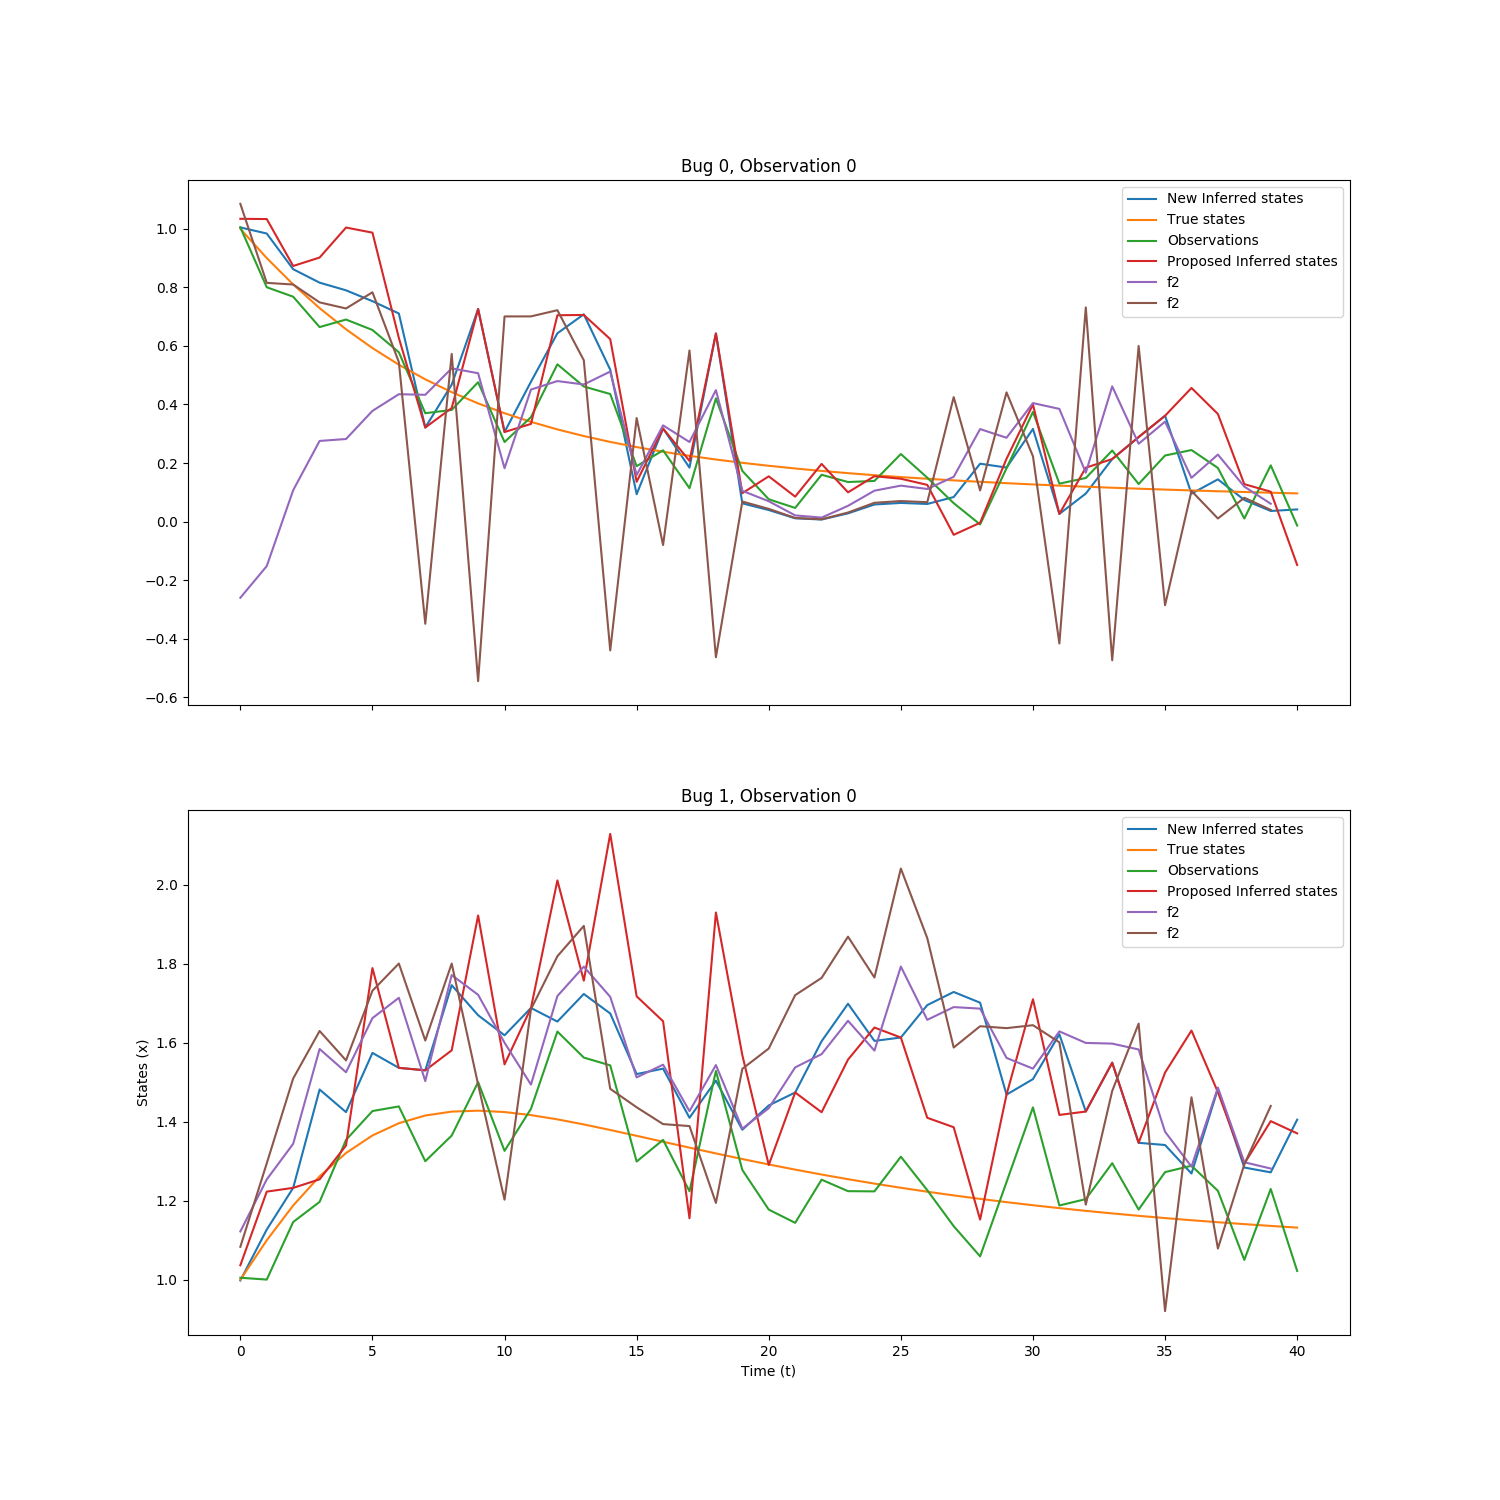 Bug 0, Observation 0
New Inferred states
True states
Observations
Proposed Inferred states
f2
f2
1.0
0.8
0.6
0.4
0.2
0.0
−0.2
−0.4
−0.6
Bug 1, Observation 0
New Inferred states
True states
Observations
Proposed Inferred states
f2
f2
2.0
1.8
1.6
1.4
1.2
1.0
States (x)
0 5 10 15 20 25 30 35 40
Time (t)